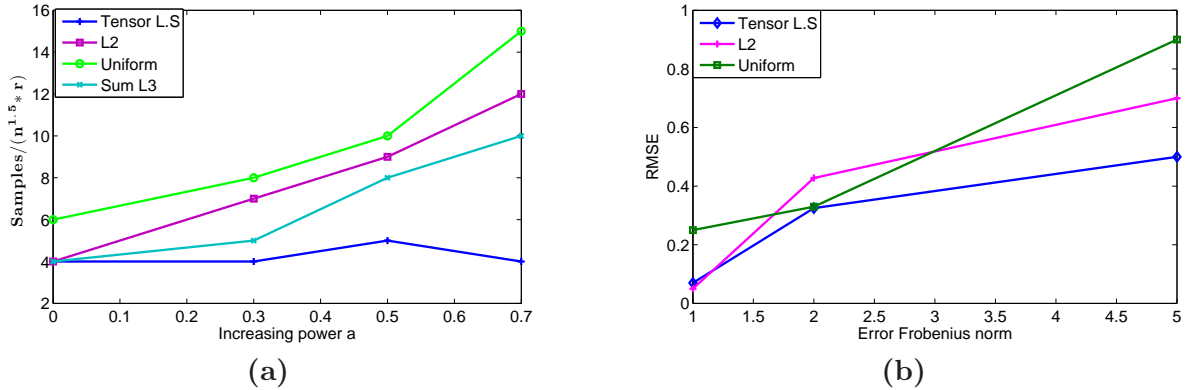 16
14
12
10
8
6
4
2
Samples/(n^1.5 * r)
Tensor L.S
L2
Uniform
Sum L3
0 0.1 0.2 0.3 0.4 0.5 0.6 0.7
Increasing power a
(a)
1
0.8
0.6
0.4
0.2
0
RMSE
Tensor L.S
L2
Uniform
1 1.5 2 2.5 3 3.5 4 4.5 5
Error Frobenius norm
(b)